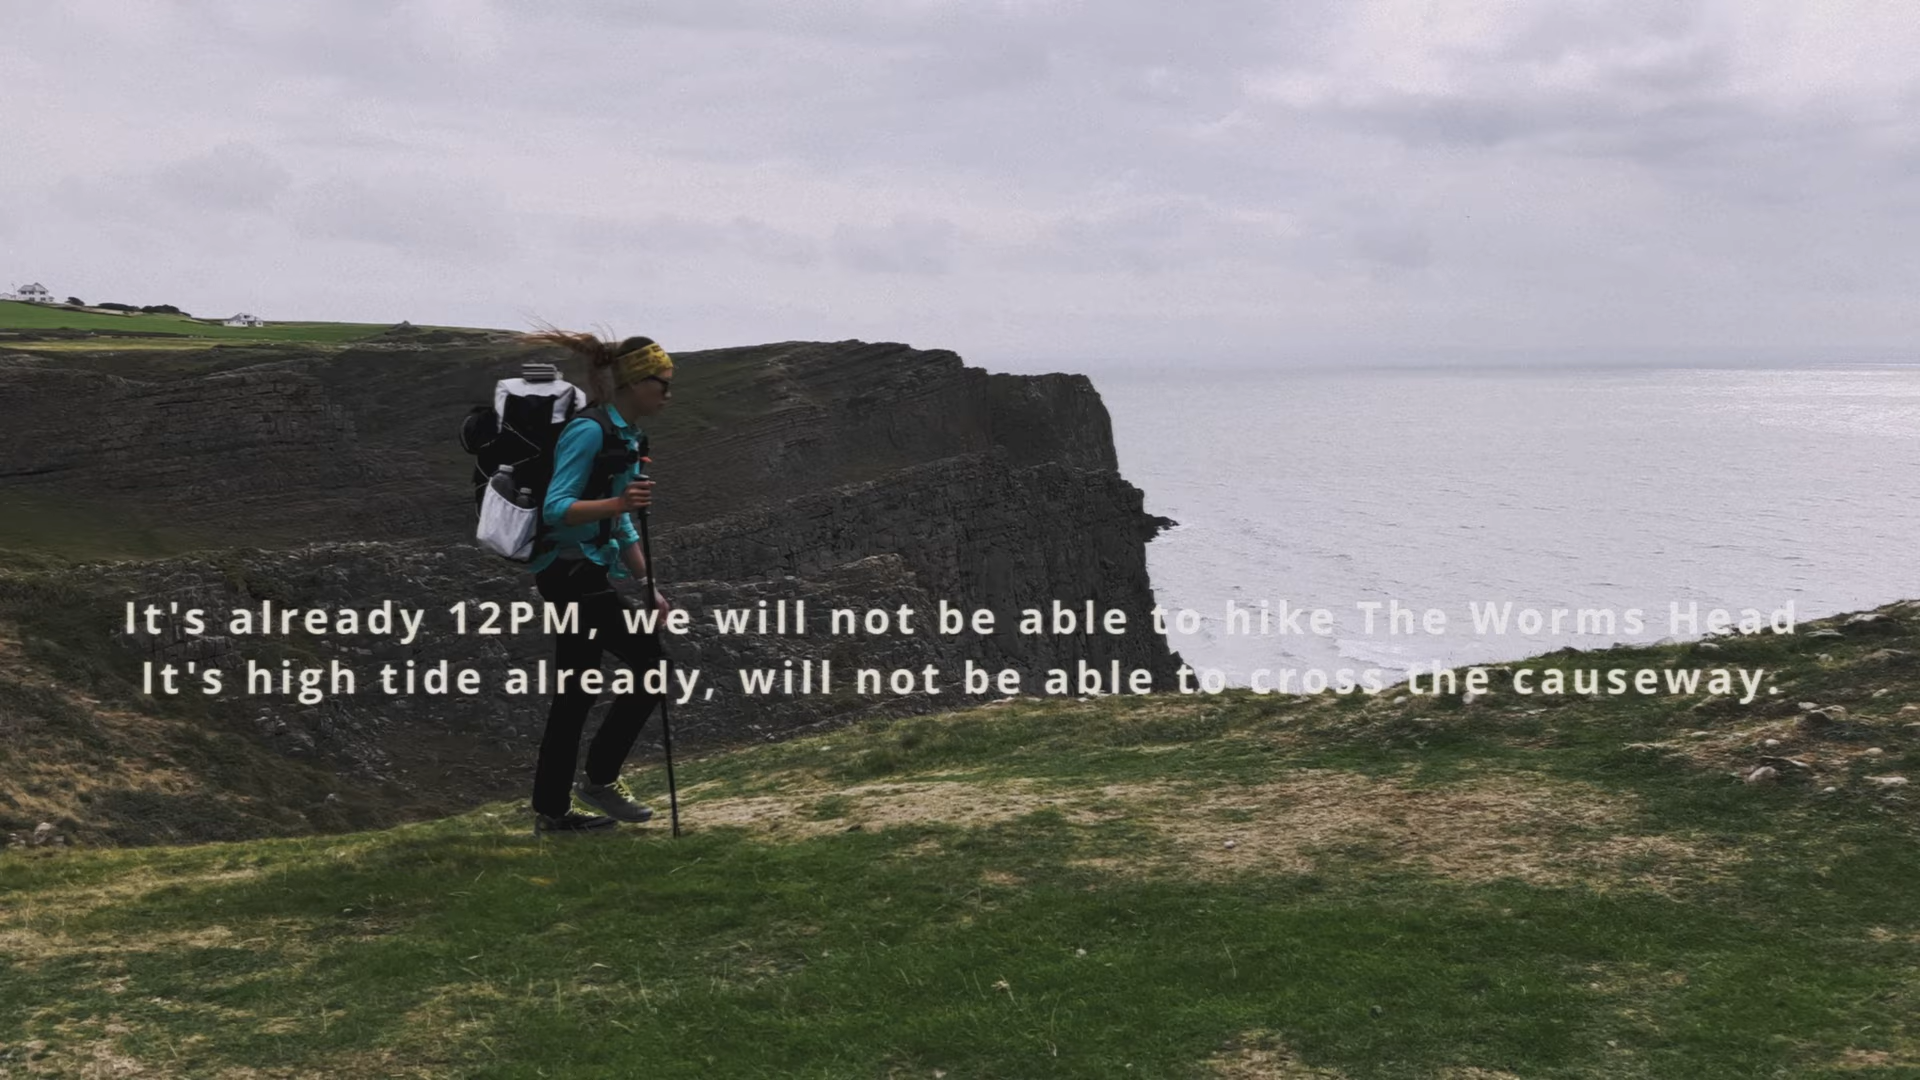 It's already 12PM, we will not be able to hike The Worms Head
It's high tide already, will not be able to cross the causeway.